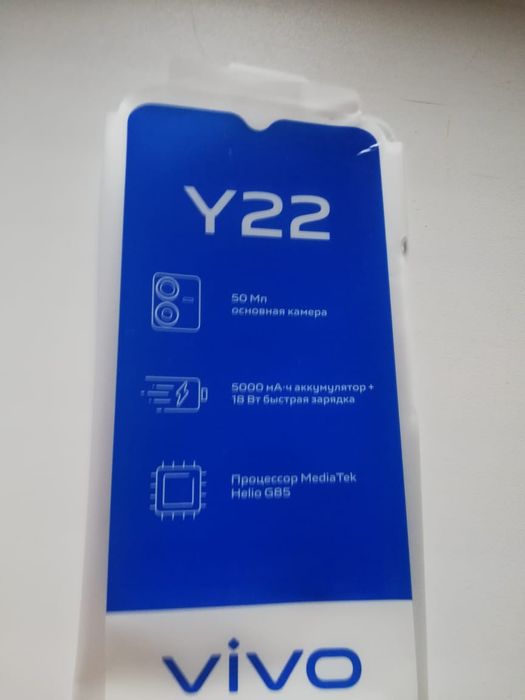 Y22
50 Мп
основная камера
5000 мА·ч аккумулятор +
18 Вт быстрая зарядка
Процессор MediaTek
Helio G85
vivo